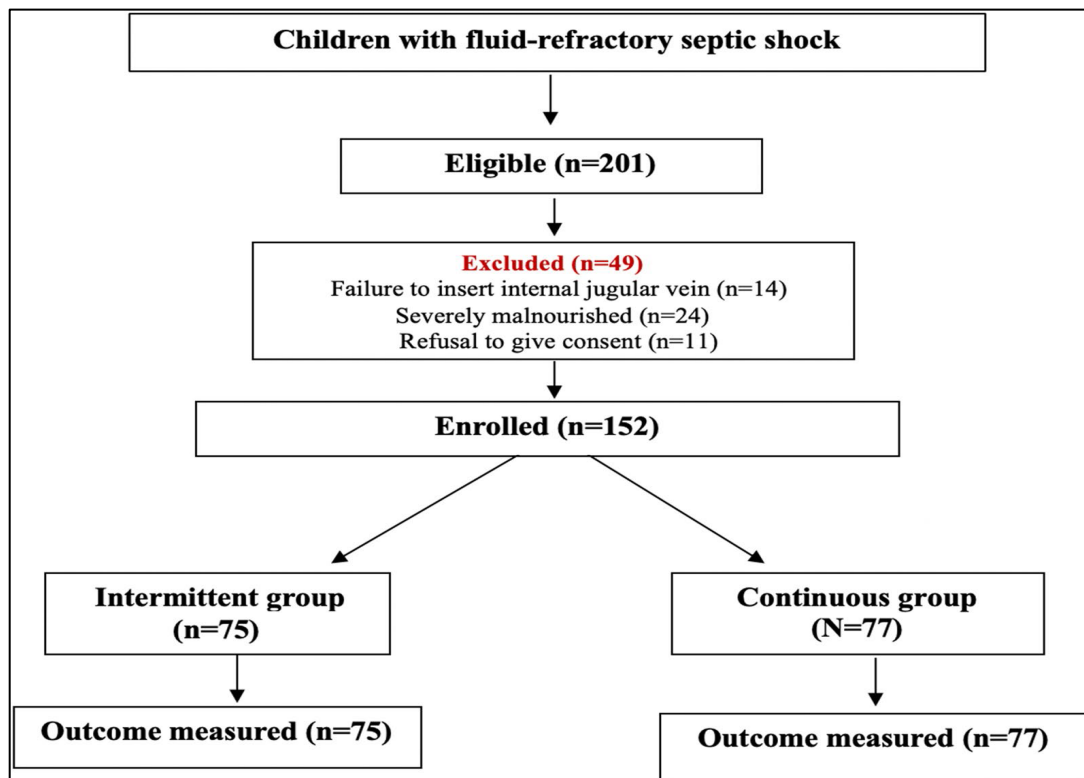 Children with fluid-refractory septic shock
Eligible (n=201)
Excluded (n=49)
Failure to insert internal jugular vein (n=14)
Severely malnourished (n=24)
Refusal to give consent (n=11)
Enrolled (n=152)
Intermittent group
(n=75)
Continuous group
(N=77)
Outcome measured (n=75)
Outcome measured (n=77)